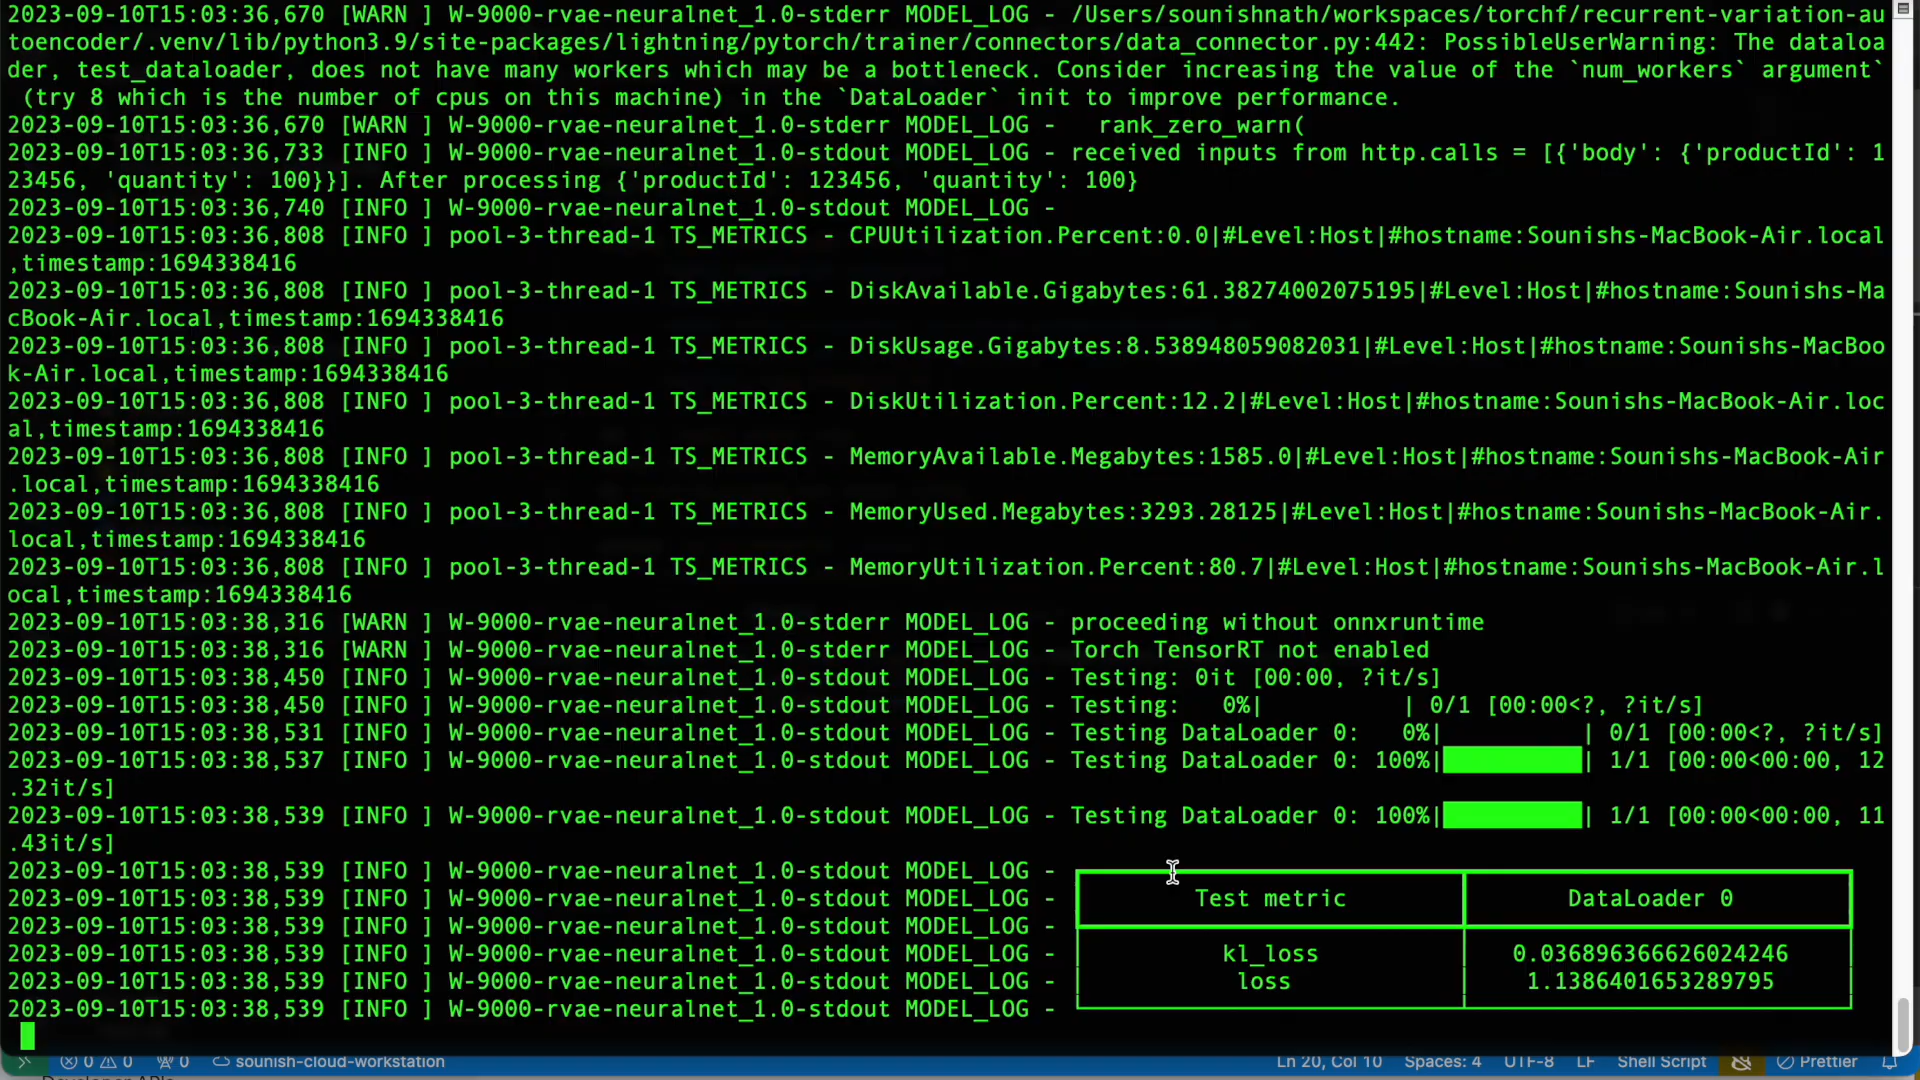 2023-09-10T15:03:36,670 [WARN ] W-9000-rvae-neuralnet_1.0-stderr MODEL_LOG - /Users/sounishnath/workspaces/torchf/recurrent-variation-au
toencoder/.venv/lib/python3.9/site-packages/lightning/pytorch/trainer/connectors/data_connector.py:442: PossibleUserWarning: The dataloa
der, test_dataloader, does not have many workers which may be a bottleneck. Consider increasing the value of the `num_workers` argument`
 (try 8 which is the number of cpus on this machine) in the `DataLoader` init to improve performance.
2023-09-10T15:03:36,670 [WARN ] W-9000-rvae-neuralnet_1.0-stderr MODEL_LOG -   rank_zero_warn(
2023-09-10T15:03:36,733 [INFO ] W-9000-rvae-neuralnet_1.0-stdout MODEL_LOG - received inputs from http.calls = [{'body': {'productId': 1
23456, 'quantity': 100}}]. After processing {'productId': 123456, 'quantity': 100}
2023-09-10T15:03:36,740 [INFO ] W-9000-rvae-neuralnet_1.0-stdout MODEL_LOG -
2023-09-10T15:03:36,808 [INFO ] pool-3-thread-1 TS_METRICS - CPUUtilization.Percent:0.0|#Level:Host|#hostname:Sounishs-MacBook-Air.local
,timestamp:1694338416
2023-09-10T15:03:36,808 [INFO ] pool-3-thread-1 TS_METRICS - DiskAvailable.Gigabytes:61.38274002075195|#Level:Host|#hostname:Sounishs-Ma
cBook-Air.local,timestamp:1694338416
2023-09-10T15:03:36,808 [INFO ] pool-3-thread-1 TS_METRICS - DiskUsage.Gigabytes:8.538948059082031|#Level:Host|#hostname:Sounishs-MacBoo
k-Air.local,timestamp:1694338416
2023-09-10T15:03:36,808 [INFO ] pool-3-thread-1 TS_METRICS - DiskUtilization.Percent:12.2|#Level:Host|#hostname:Sounishs-MacBook-Air.loc
al,timestamp:1694338416
2023-09-10T15:03:36,808 [INFO ] pool-3-thread-1 TS_METRICS - MemoryAvailable.Megabytes:1585.0|#Level:Host|#hostname:Sounishs-MacBook-Air
.local,timestamp:1694338416
2023-09-10T15:03:36,808 [INFO ] pool-3-thread-1 TS_METRICS - MemoryUsed.Megabytes:3293.28125|#Level:Host|#hostname:Sounishs-MacBook-Air.
local,timestamp:1694338416
2023-09-10T15:03:36,808 [INFO ] pool-3-thread-1 TS_METRICS - MemoryUtilization.Percent:80.7|#Level:Host|#hostname:Sounishs-MacBook-Air.l
ocal,timestamp:1694338416
2023-09-10T15:03:38,316 [WARN ] W-9000-rvae-neuralnet_1.0-stderr MODEL_LOG - proceeding without onnxruntime
2023-09-10T15:03:38,316 [WARN ] W-9000-rvae-neuralnet_1.0-stderr MODEL_LOG - Torch TensorRT not enabled
2023-09-10T15:03:38,450 [INFO ] W-9000-rvae-neuralnet_1.0-stdout MODEL_LOG - Testing: 0it [00:00, ?it/s]
2023-09-10T15:03:38,450 [INFO ] W-9000-rvae-neuralnet_1.0-stdout MODEL_LOG - Testing:   0%|          | 0/1 [00:00<?, ?it/s]
2023-09-10T15:03:38,531 [INFO ] W-9000-rvae-neuralnet_1.0-stdout MODEL_LOG - Testing DataLoader 0:   0%|          | 0/1 [00:00<?, ?it/s]
2023-09-10T15:03:38,537 [INFO ] W-9000-rvae-neuralnet_1.0-stdout MODEL_LOG - Testing DataLoader 0: 100%|██████████| 1/1 [00:00<00:00, 12
.32it/s]
2023-09-10T15:03:38,539 [INFO ] W-9000-rvae-neuralnet_1.0-stdout MODEL_LOG - Testing DataLoader 0: 100%|██████████| 1/1 [00:00<00:00, 11
.43it/s]
2023-09-10T15:03:38,539 [INFO ] W-9000-rvae-neuralnet_1.0-stdout MODEL_LOG -
2023-09-10T15:03:38,539 [INFO ] W-9000-rvae-neuralnet_1.0-stdout MODEL_LOG - Test metric DataLoader 0
2023-09-10T15:03:38,539 [INFO ] W-9000-rvae-neuralnet_1.0-stdout MODEL_LOG -
2023-09-10T15:03:38,539 [INFO ] W-9000-rvae-neuralnet_1.0-stdout MODEL_LOG - kl_loss 0.036896366626024246
2023-09-10T15:03:38,539 [INFO ] W-9000-rvae-neuralnet_1.0-stdout MODEL_LOG - loss 1.1386401653289795
2023-09-10T15:03:38,539 [INFO ] W-9000-rvae-neuralnet_1.0-stdout MODEL_LOG -
0 0 0 sounish-cloud-workstation Ln 20, Col 10 Spaces: 4 UTF-8 LF Shell Script Prettier